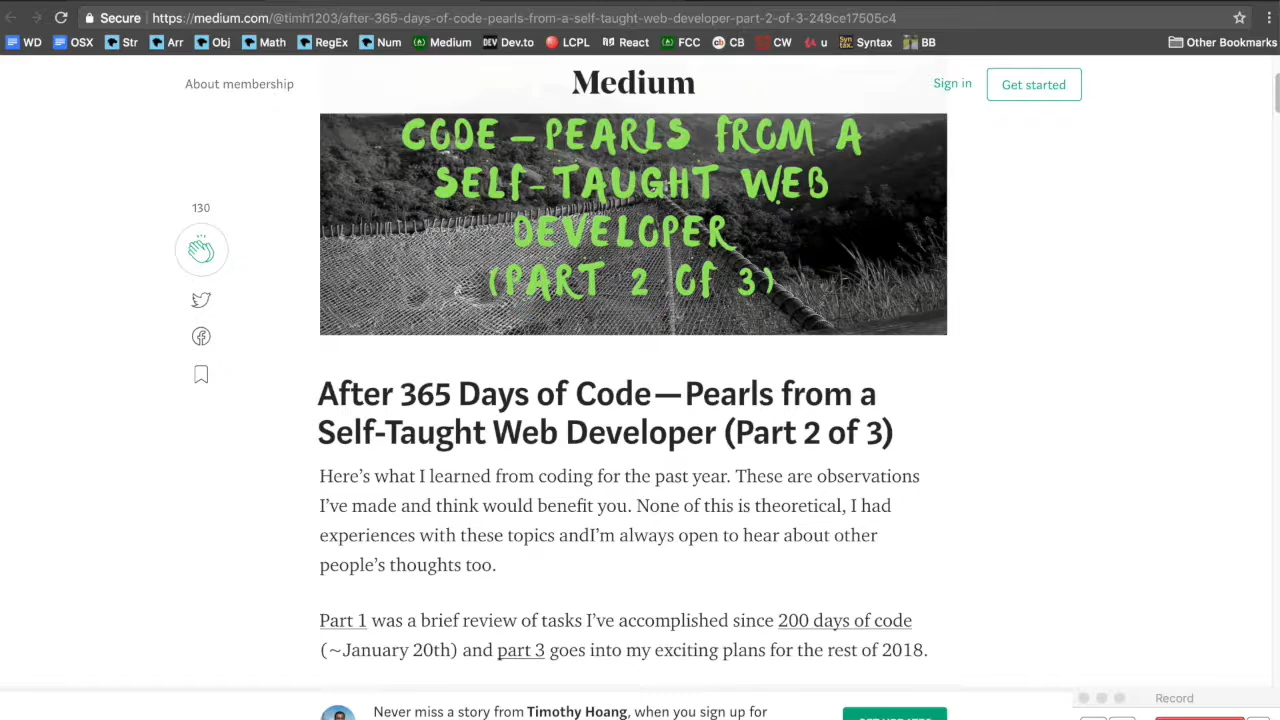 Secure https://medium.com/@timh1203/after-365-days-of-code-pearls-from-a-self-taught-web-developer-part-2-of-3-249ce17505c4
WD OSX Str Arr Obj Math RegEx Num Medium DEV Dev.to LCPL React FCC cb CB CW u Syntax BB Other Bookmarks
About membership Medium Sign in Get started
CODE – PEARLS FROM A
SELF-TAUGHT WEB
DEVELOPER
(PART 2 OF 3)
130
After 365 Days of Code — Pearls from a
Self-Taught Web Developer (Part 2 of 3)
Here’s what I learned from coding for the past year. These are observations
I’ve made and think would benefit you. None of this is theoretical, I had
experiences with these topics andI’m always open to hear about other
people’s thoughts too.
Part 1 was a brief review of tasks I’ve accomplished since 200 days of code
(~January 20th) and part 3 goes into my exciting plans for the rest of 2018.
Record
Never miss a story from Timothy Hoang, when you sign up for